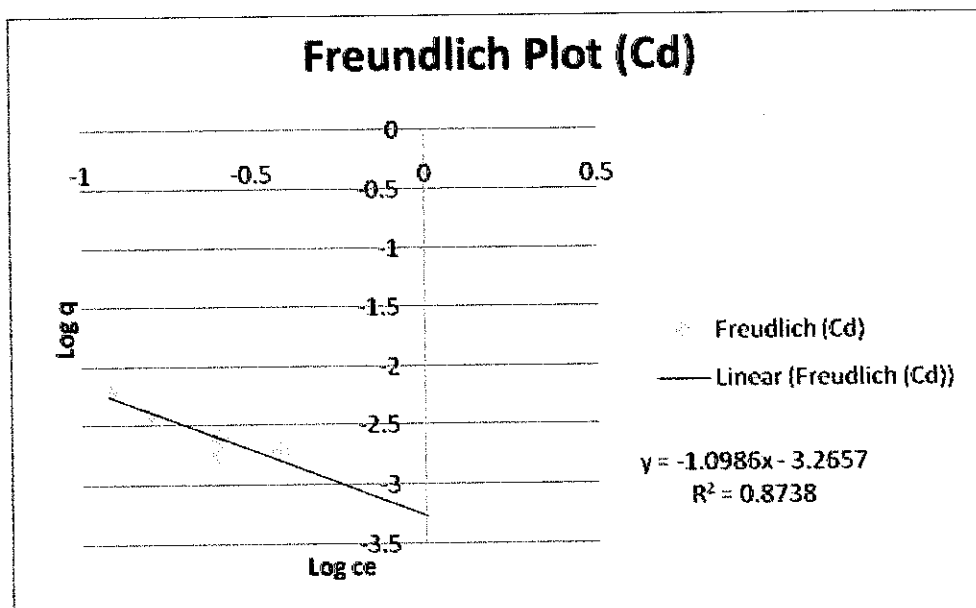 Freundlich Plot (Cd)
0
-1 -0.5 0 0.5
-0.5
-1
-1.5
-2
-2.5
-3
-3.5
Log q
Log ce
Freudlich (Cd)
Linear (Freudlich (Cd))
y = -1.0986x - 3.2657
R² = 0.8738